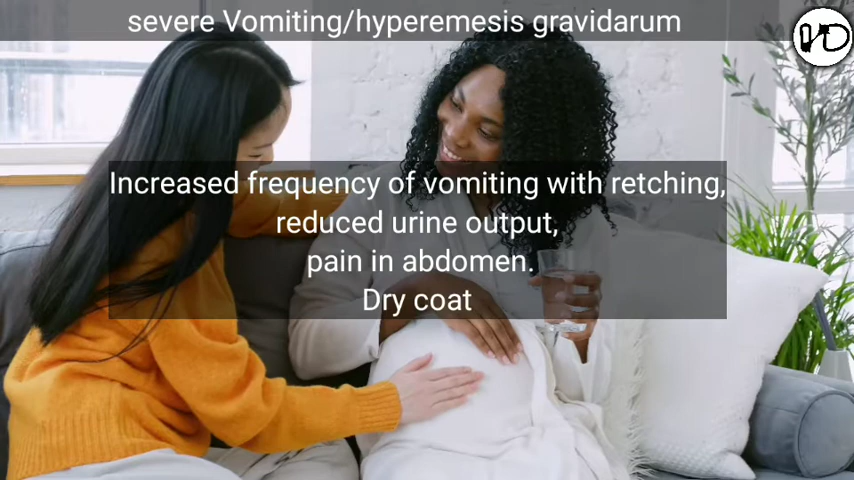 severe Vomiting/hyperemesis gravidarum
Increased frequency of vomiting with retching,
reduced urine output,
pain in abdomen.
Dry coat